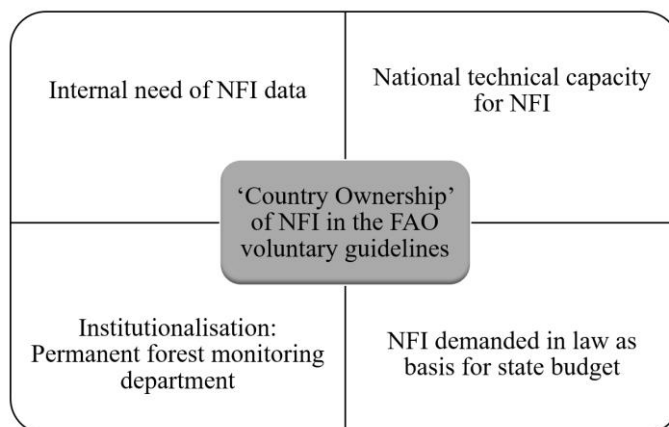 Internal need of NFI data
National technical capacity
for NFI
‘Country Ownership’
of NFI in the FAO
voluntary guidelines
Institutionalisation:
Permanent forest monitoring
department
NFI demanded in law as
basis for state budget